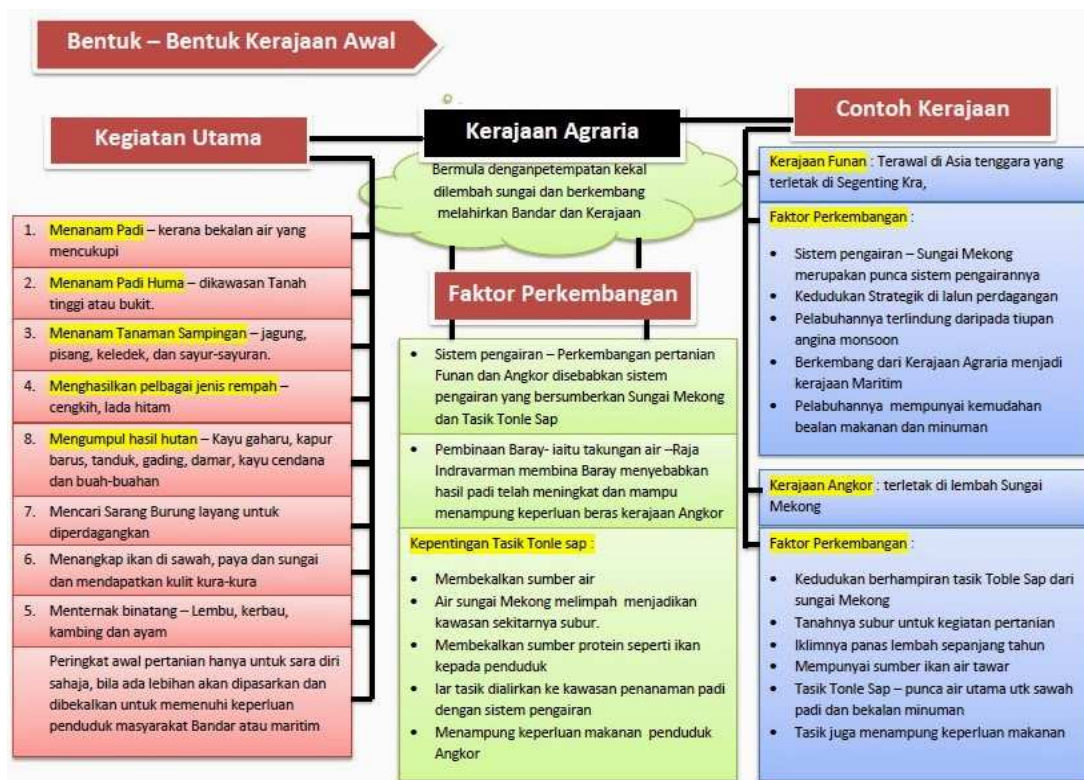 Bentuk – Bentuk Kerajaan Awal
Kegiatan Utama
1. Menanam Padi – kerana bekalan air yang
mencukupi
2. Menanam Padi Huma – dikawasan Tanah
tinggi atau bukit.
3. Menanam Tanaman Sampingan – jagung,
pisang, keledek, dan sayur-sayuran.
4. Menghasilkan pelbagai jenis rempah –
cengkih, lada hitam
8. Mengumpul hasil hutan – Kayu gaharu, kapur
barus, tanduk, gading, damar, kayu cendana
dan buah-buahan
7. Mencari Sarang Burung layang untuk
diperdagangkan
6. Menangkap ikan di sawah, paya dan sungai
dan mendapatkan kulit kura-kura
5. Menternak binatang – Lembu, kerbau,
kambing dan ayam
Peringkat awal pertanian hanya untuk sara diri
sahaja, bila ada lebihan akan dipasarkan dan
dibekalkan untuk memenuhi keperluan
penduduk masyarakat Bandar atau maritim
Kerajaan Agraria
Bermula denganpetempatan kekal
dilembah sungai dan berkembang
melahirkan Bandar dan Kerajaan
Faktor Perkembangan
• Sistem pengairan – Perkembangan pertanian
Funan dan Angkor disebabkan sistem
pengairan yang bersumberkan Sungai Mekong
dan Tasik Tonle Sap
• Pembinaan Baray- iaitu takungan air –Raja
Indravarman membina Baray menyebabkan
hasil padi telah meningkat dan mampu
menampung keperluan beras kerajaan Angkor
Kepentingan Tasik Tonle sap :
• Membekalkan sumber air
• Air sungai Mekong melimpah menjadikan
kawasan sekitarnya subur.
• Membekalkan sumber protein seperti ikan
kepada penduduk
• Iar tasik dialirkan ke kawasan penanaman padi
dengan sistem pengairan
• Menampung keperluan makanan penduduk
Angkor
Contoh Kerajaan
Kerajaan Funan : Terawal di Asia tenggara yang
terletak di Segenting Kra,
Faktor Perkembangan :
• Sistem pengairan – Sungai Mekong
merupakan punca sistem pengairannya
• Kedudukan Strategik di lalun perdagangan
• Pelabuhannya terlindung daripada tiupan
angina monsoon
• Berkembang dari Kerajaan Agraria menjadi
kerajaan Maritim
• Pelabuhannya mempunyai kemudahan
bealan makanan dan minuman
Kerajaan Angkor : terletak di lembah Sungai
Mekong
Faktor Perkembangan :
• Kedudukan berhampiran tasik Toble Sap dari
sungai Mekong
• Tanahnya subur untuk kegiatan pertanian
• Iklimnya panas lembah sepanjang tahun
• Mempunyai sumber ikan air tawar
• Tasik Tonle Sap – punca air utama utk sawah
padi dan bekalan minuman
• Tasik juga menampung keperluan makanan